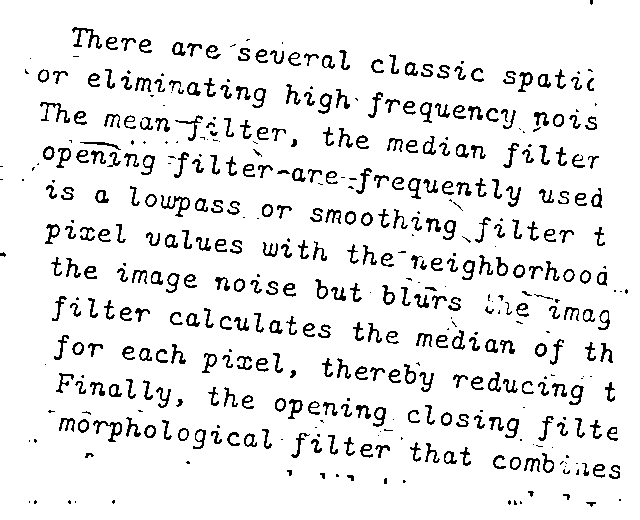 There are several classic spatic
or eliminating high frequency nois
The mean filter, the median filter
opening filter are frequently used
is a lowpass or smoothing filter t
pixel values with the neighborhood
the image noise but blurs the imag
filter calculates the median of th
for each pixel, thereby reducing t
Finally, the opening closing filte
morphological filter that combines